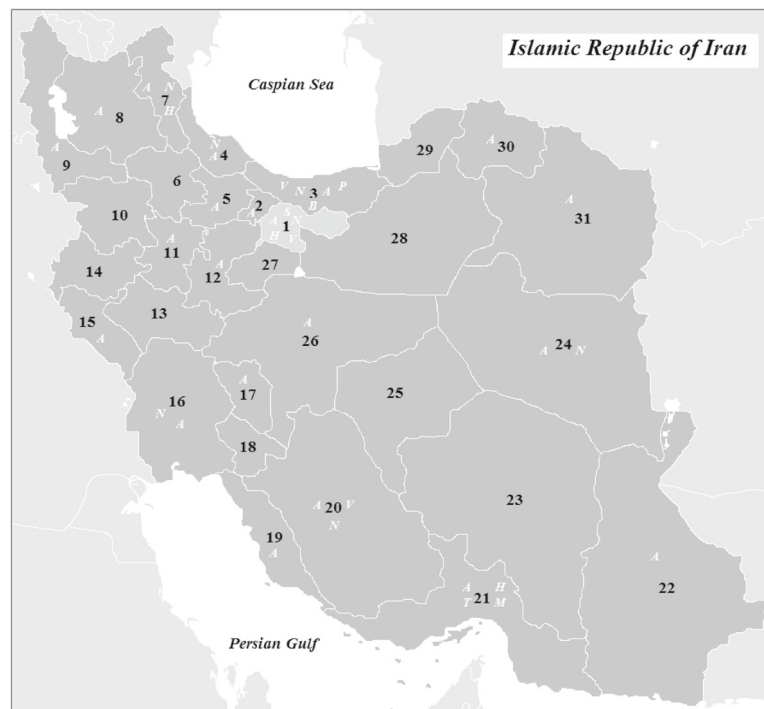 Islamic Republic of Iran
Caspian Sea
A N
7
H
A
8
N
A 4
A
9
6
29
A
30
V N 3 A P
B
5
A
2
A
S
A 1 N
H V
A
31
10
A
11
28
A
12
27
14
13
15
A
A
26
24
A N
A
17
25
16
N A
18
23
A 20 V
N
19
A
A
22
A H
T 21 M
Persian Gulf